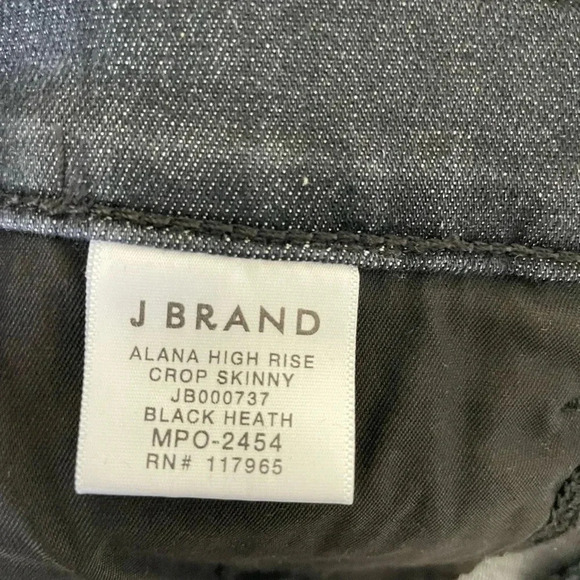 J BRAND
ALANA HIGH RISE
CROP SKINNY
JB000737
BLACK HEATH
MPO-2454
RN# 117965